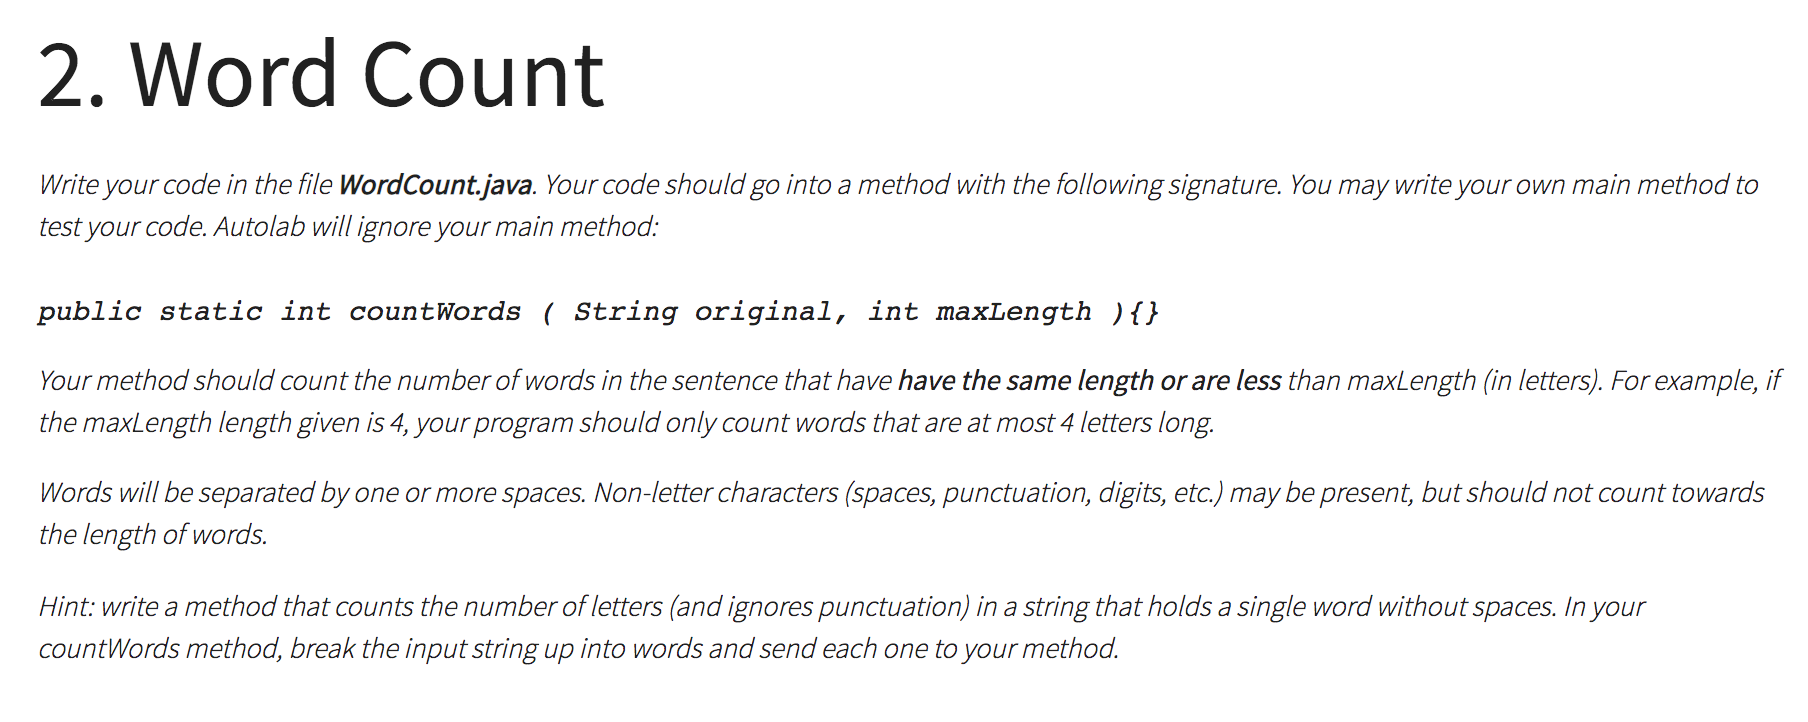 2. Word Count
Write your code in the file WordCount.java. Your code should go into a method with the following signature. You may write your own main method to
test your code. Autolab will ignore your main method:
public static int countWords ( String original, int maxLength ){}
Your method should count the number of words in the sentence that have have the same length or are less than maxLength (in letters). For example, if
the maxLength length given is 4, your program should only count words that are at most 4 letters long.
Words will be separated by one or more spaces. Non-letter characters (spaces, punctuation, digits, etc.) may be present, but should not count towards
the length of words.
Hint: write a method that counts the number of letters (and ignores punctuation) in a string that holds a single word without spaces. In your
countWords method, break the input string up into words and send each one to your method.